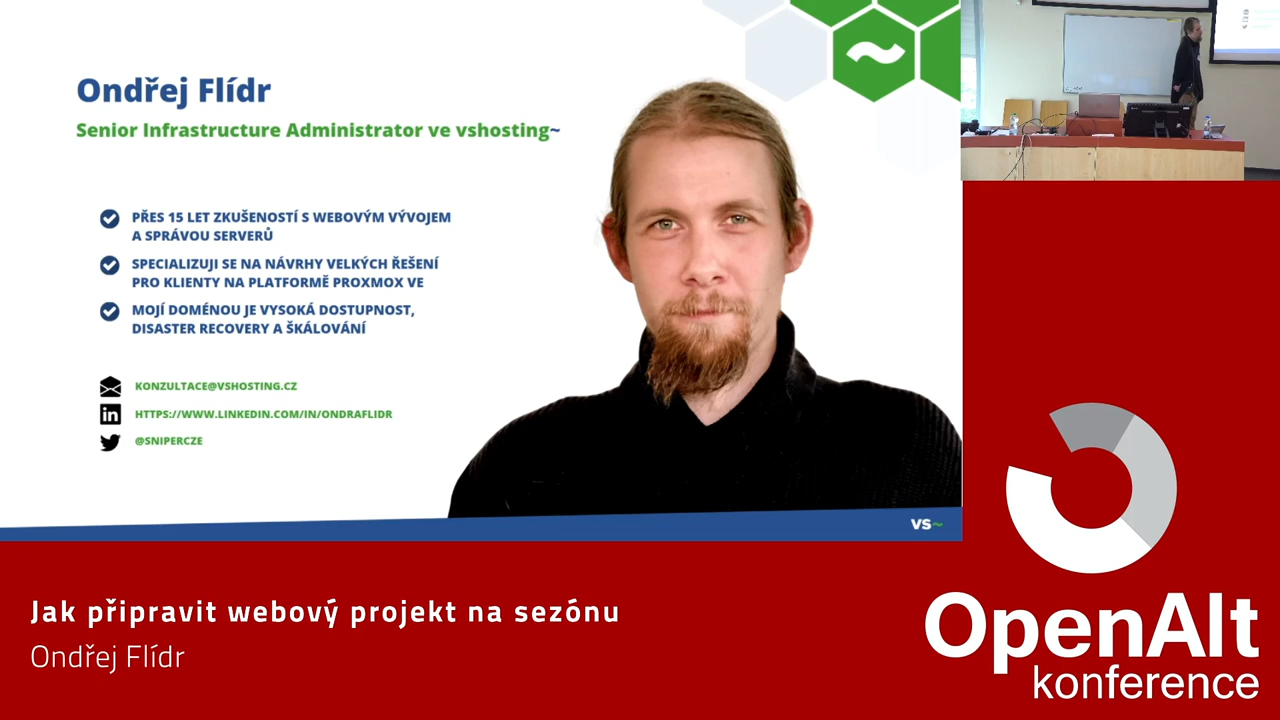 Ondřej Flídr
Senior Infrastructure Administrator ve vshosting~
PŘES 15 LET ZKUŠENOSTÍ S WEBOVÝM VÝVOJEM
A SPRÁVOU SERVERŮ
SPECIALIZUJI SE NA NÁVRHY VELKÝCH ŘEŠENÍ
PRO KLIENTY NA PLATFORMĚ PROXMOX VE
MOJÍ DOMÉNOU JE VYSOKÁ DOSTUPNOST,
DISASTER RECOVERY A ŠKÁLOVÁNÍ
KONZULTACE@VSHOSTING.CZ
HTTPS://WWW.LINKEDIN.COM/IN/ONDRAFLIDR
@SNIPERCZE
VS~
Jak připravit webový projekt na sezónu
Ondřej Flídr
OpenAlt
konference